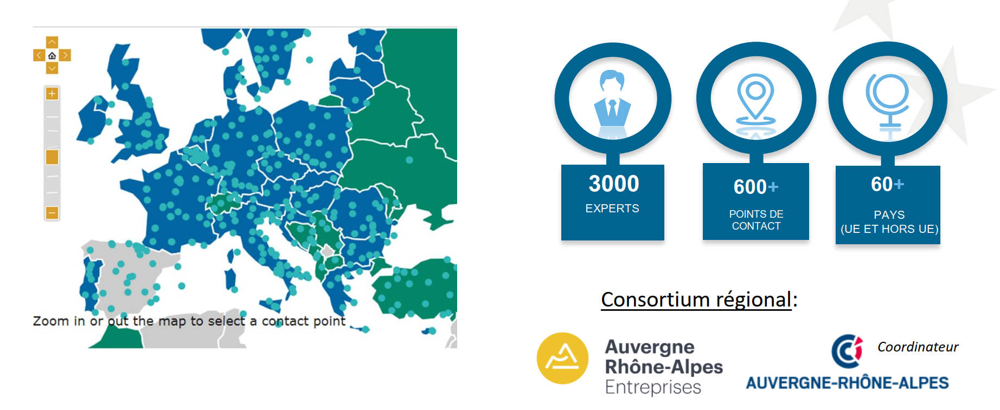 Zoom in or out the map to select a contact point
3000
EXPERTS
600+
POINTS DE
CONTACT
60+
PAYS
(UE ET HORS UE)
Consortium régional:
Auvergne
Rhône-Alpes
Entreprises
Coordinateur
AUVERGNE-RHÔNE-ALPES